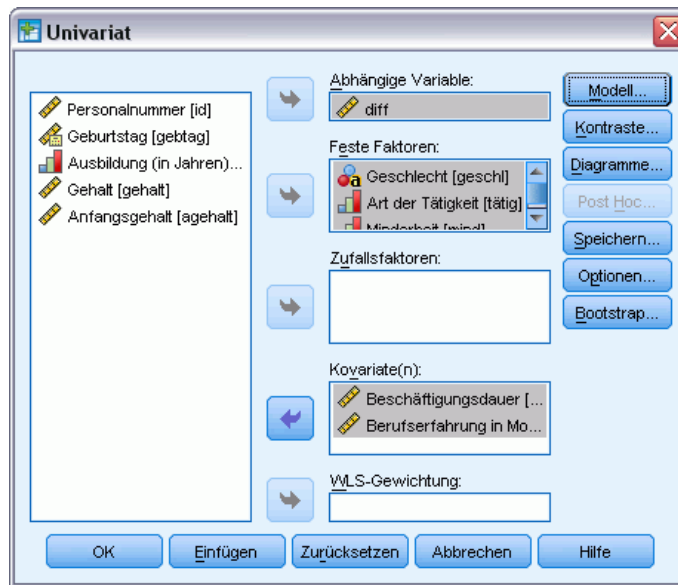 Univariat
Personalnummer [id]
Geburtstag [gebtag]
Ausbildung (in Jahren)...
Gehalt [gehalt]
Anfangsgehalt [agehalt]
Abhängige Variable:
diff
Feste Faktoren:
Geschlecht [geschl]
Art der Tätigkeit [tätig]
Minderheit [mind]
Zufallsfaktoren:
Kovariate(n):
Beschäftigungsdauer [...
Berufserfahrung in Mo...
WLS-Gewichtung:
Modell...
Kontraste...
Diagramme...
Post Hoc...
Speichern...
Optionen...
Bootstrap...
OK
Einfügen
Zurücksetzen
Abbrechen
Hilfe